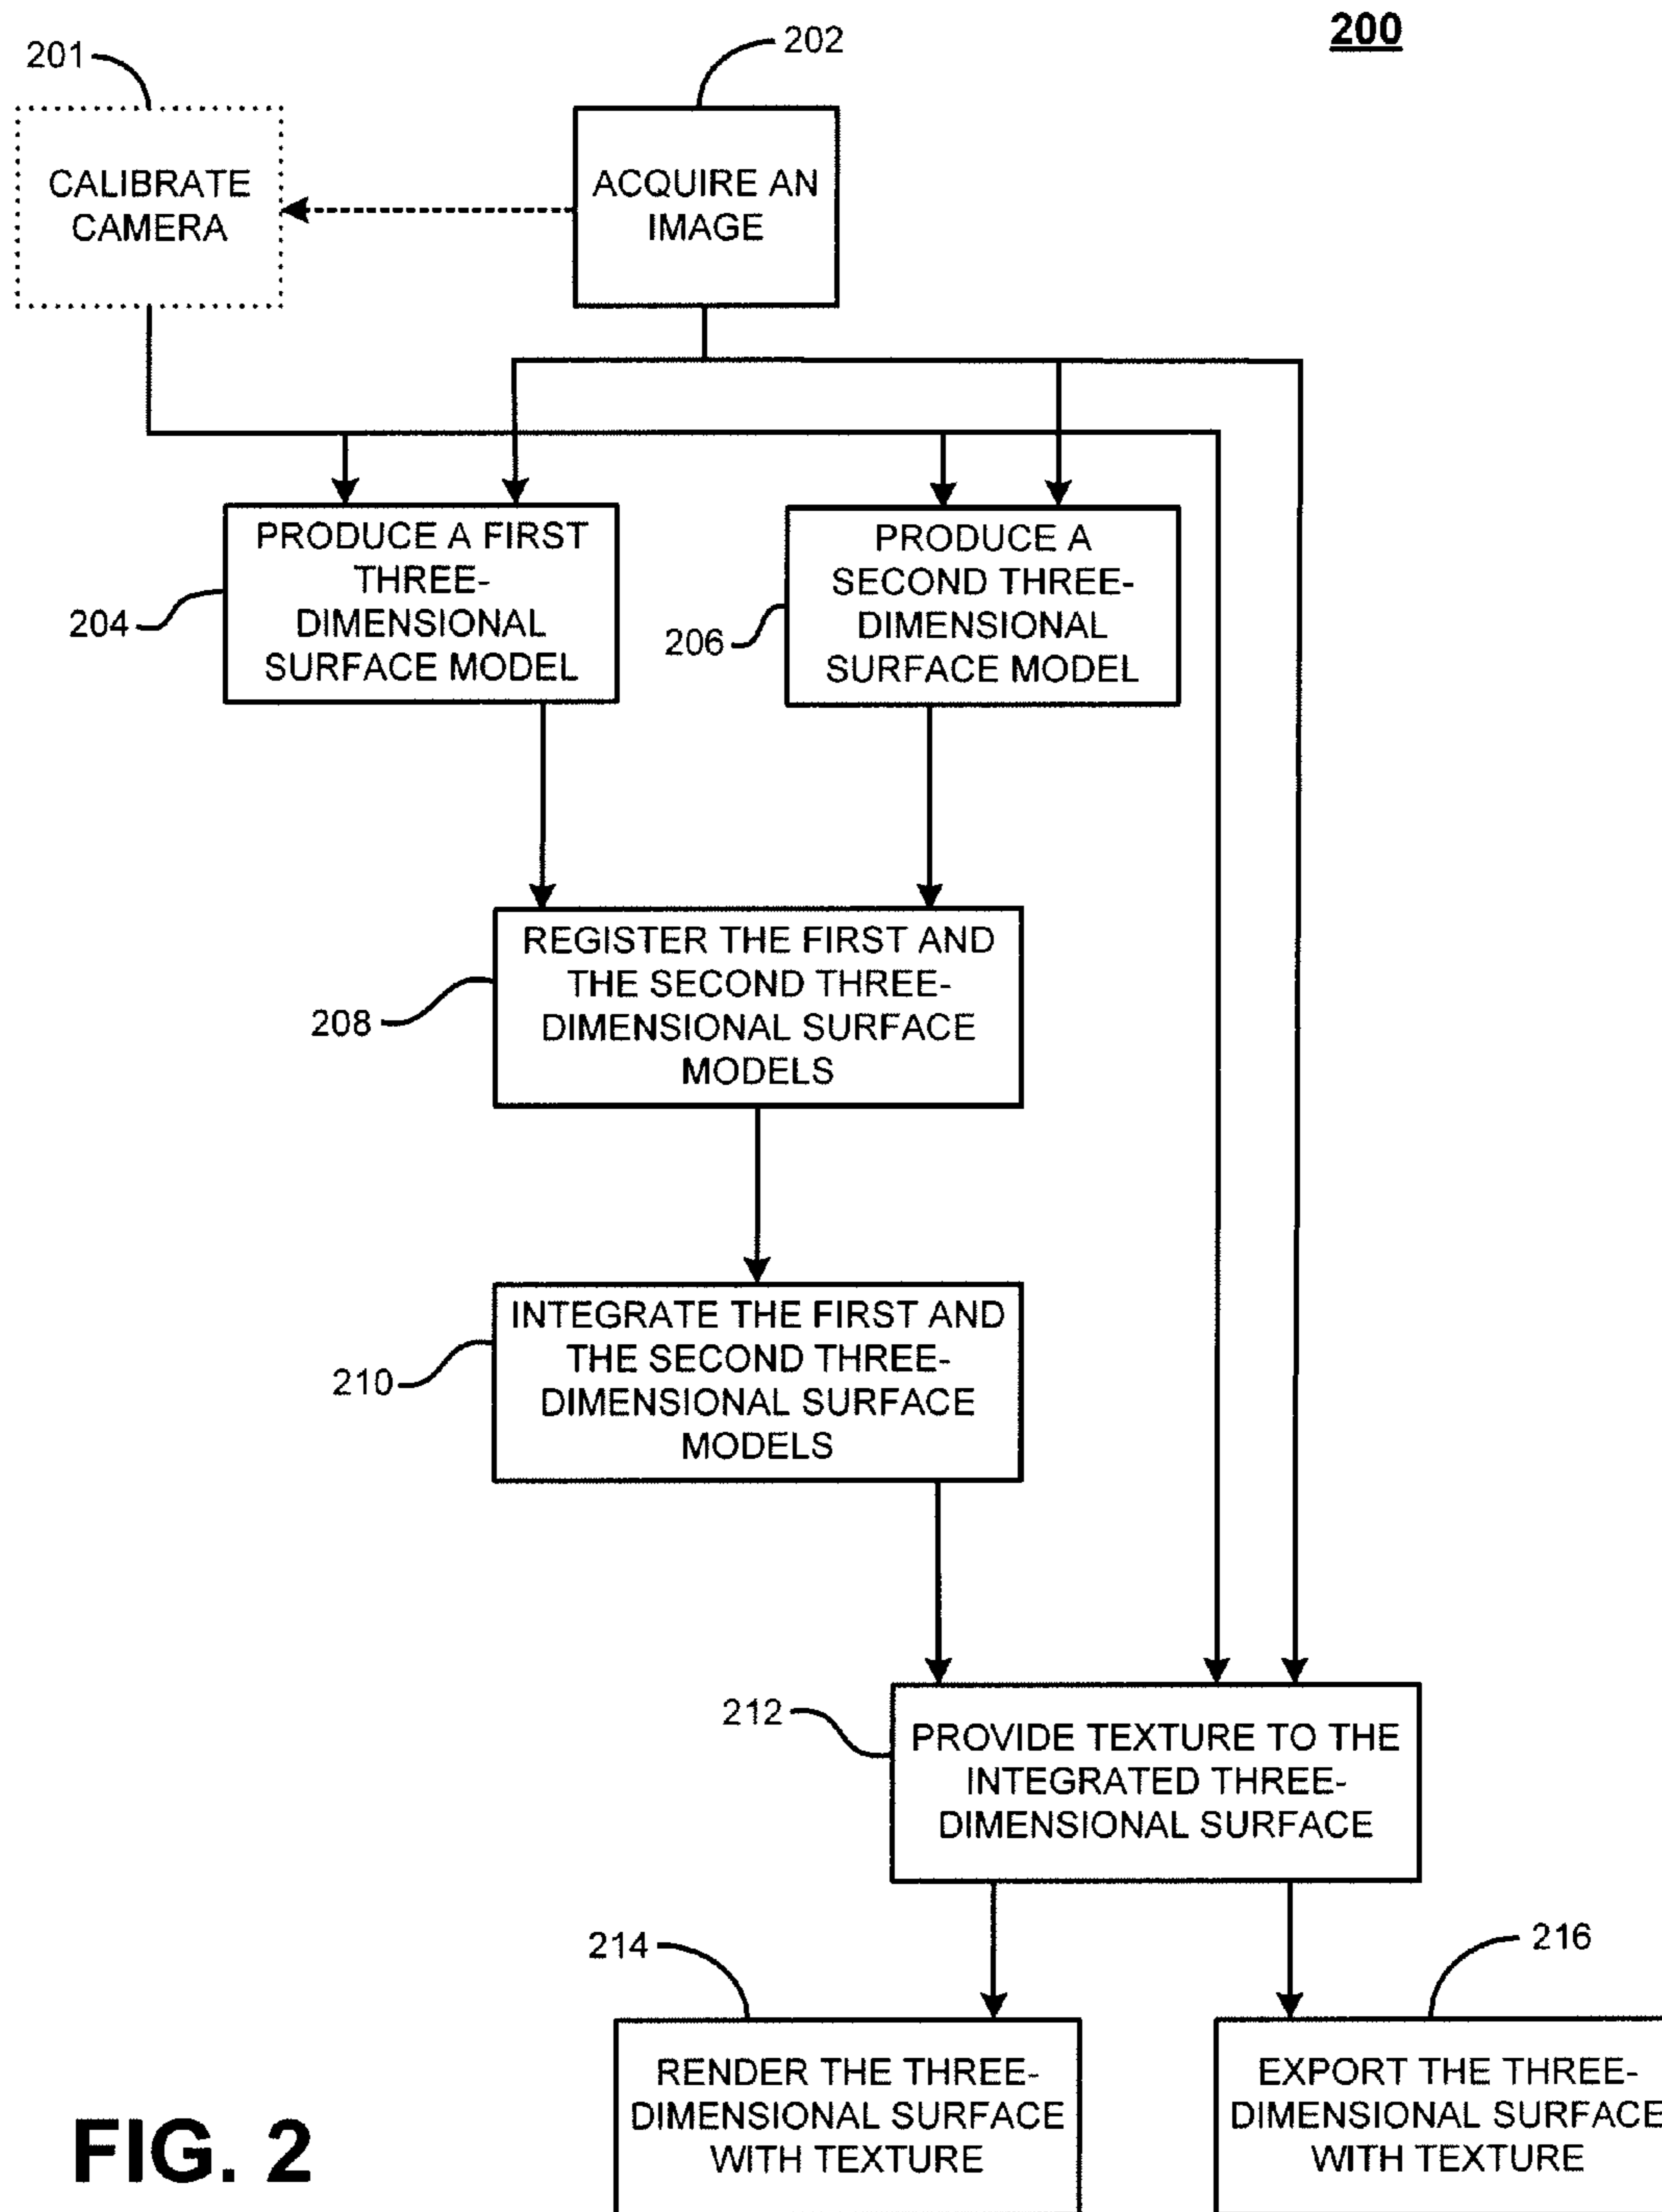 200
201
202
CALIBRATE
CAMERA
ACQUIRE AN
IMAGE
PRODUCE A FIRST
THREE-
DIMENSIONAL
SURFACE MODEL
204
PRODUCE A
SECOND THREE-
DIMENSIONAL
SURFACE MODEL
206
REGISTER THE FIRST AND
THE SECOND THREE-
DIMENSIONAL SURFACE
MODELS
208
INTEGRATE THE FIRST AND
THE SECOND THREE-
DIMENSIONAL SURFACE
MODELS
210
212
PROVIDE TEXTURE TO THE
INTEGRATED THREE-
DIMENSIONAL SURFACE
214
216
RENDER THE THREE-
DIMENSIONAL SURFACE
WITH TEXTURE
EXPORT THE THREE-
DIMENSIONAL SURFACE
WITH TEXTURE
FIG. 2